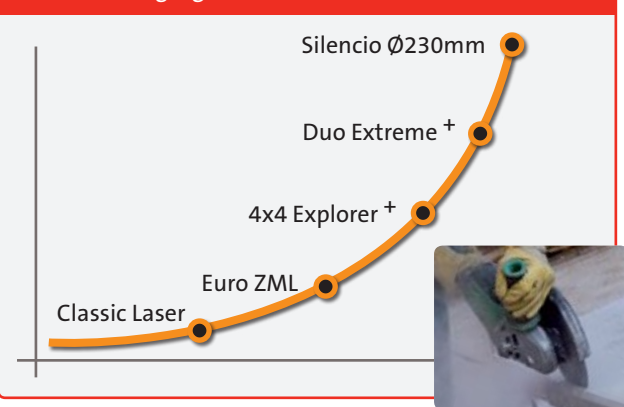 Silencio Ø230mm
Duo Extreme +
4x4 Explorer +
Euro ZML
Classic Laser